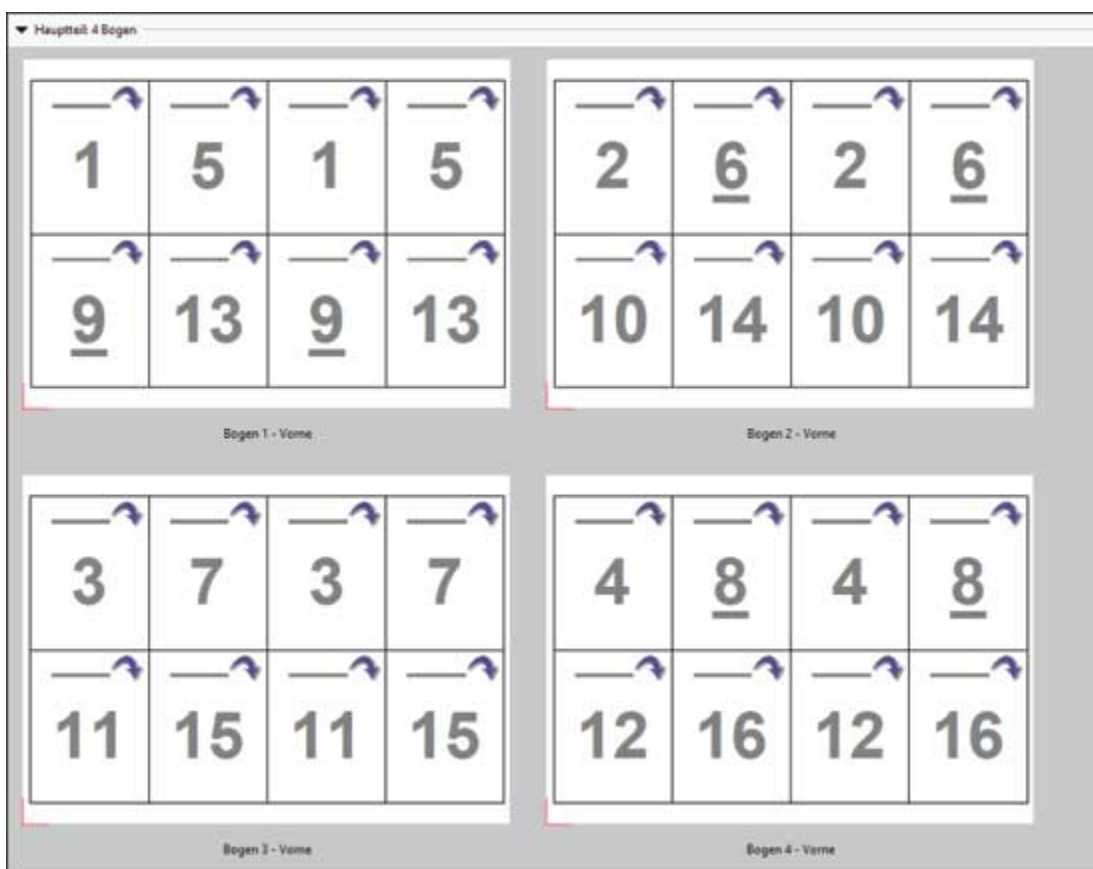 Hauptteil: 4 Bogen
1 5 1 5
9 13 9 13
Bogen 1 - Vorne
2 6 2 6
10 14 10 14
Bogen 2 - Vorne
3 7 3 7
11 15 11 15
Bogen 3 - Vorne
4 8 4 8
12 16 12 16
Bogen 4 - Vorne